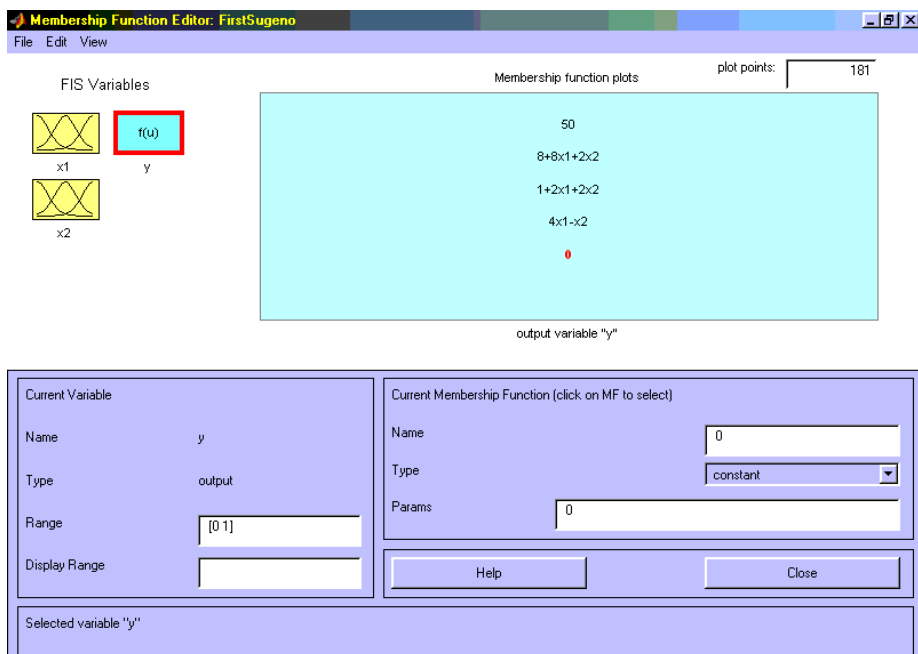 Membership Function Editor: FirstSugeno
File Edit View
FIS Variables
f(u)
x1
y
x2
Membership function plots
plot points:
181
50
8+8x1+2x2
1+2x1+2x2
4x1-x2
0
output variable "y"
Current Variable
Name
y
Type
output
Range
[0 1]
Display Range
Current Membership Function (click on MF to select)
Name
0
Type
constant
Params
0
Help
Close
Selected variable "y"